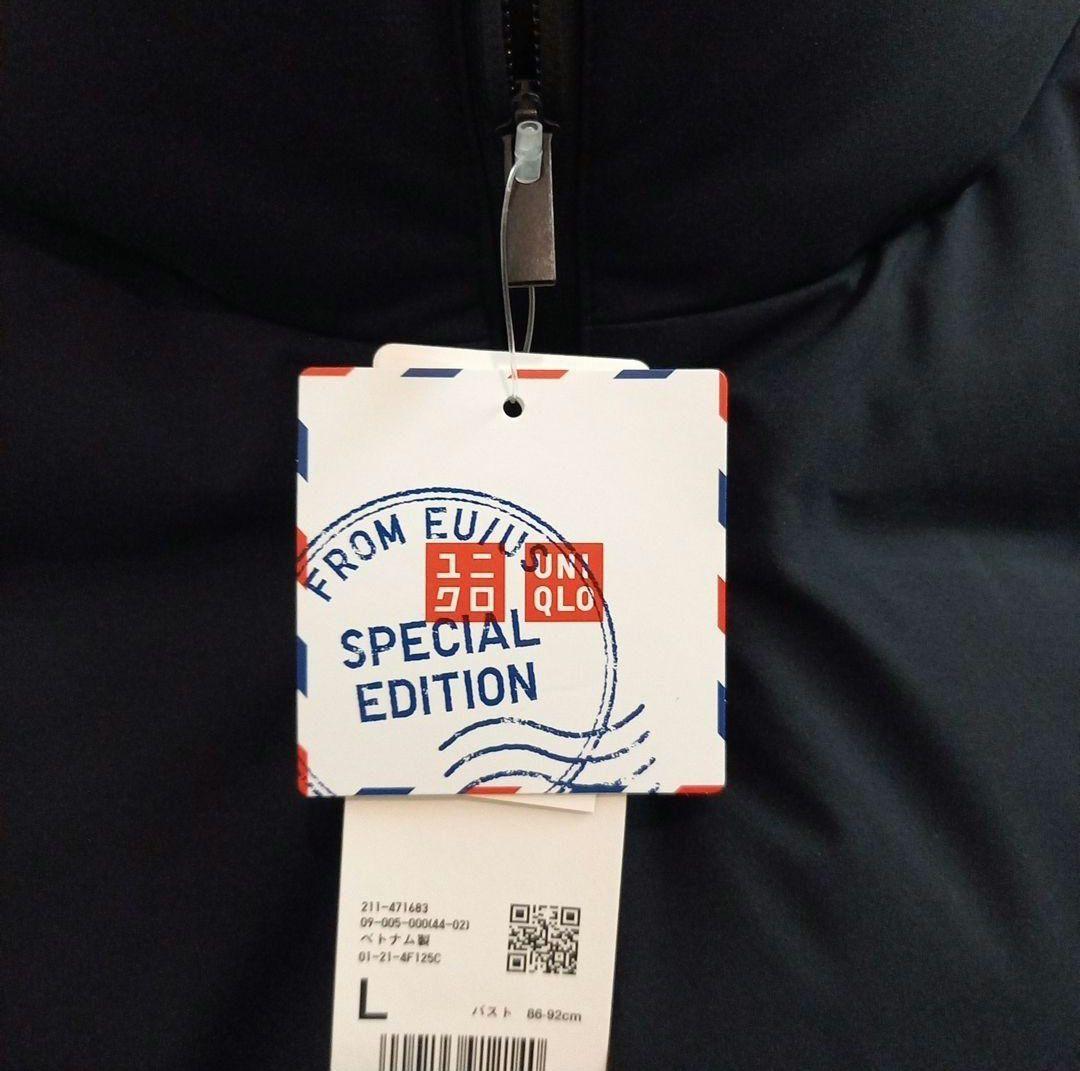 FROM EU/US
ユニ
クロ
UNI
QLO
SPECIAL
EDITION
211-471683
09-005-000(44-02)
ベトナム製
01-21-4F125C
L
バスト 86-92cm